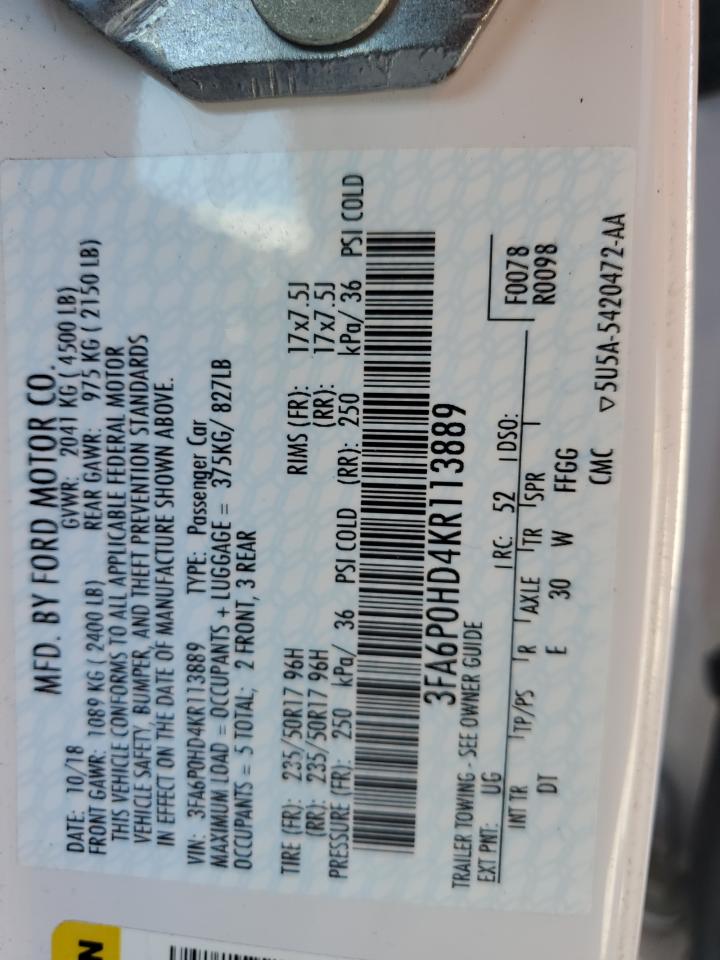 MFD. BY FORD MOTOR CO.
DATE: 10/18 GVWR: 2041 KG ( 4500 LB)
FRONT GAWR: 1089 KG ( 2400 LB) REAR GAWR: 975 KG ( 2150 LB)
THIS VEHICLE CONFORMS TO ALL APPLICABLE FEDERAL MOTOR
VEHICLE SAFETY, BUMPER, AND THEFT PREVENTION STANDARDS
IN EFFECT ON THE DATE OF MANUFACTURE SHOWN ABOVE.
VIN: 3FA6P0HD4KR113889 TYPE: Passenger Car
MAXIMUM LOAD = OCCUPANTS + LUGGAGE = 375KG/ 827LB
OCCUPANTS = 5 TOTAL; 2 FRONT, 3 REAR
TIRE (FR): 235/50R17 96H RIMS (FR): 17x7.5J
(RR): 235/50R17 96H (RR): 17x7.5J
PRESSURE (FR): 250 kPa/ 36 PSI COLD (RR): 250 kPa/ 36 PSI COLD
3FA6P0HD4KR113889
TRAILER TOWING - SEE OWNER GUIDE
EXT PNT: UG RC: 52 DSO: F0078
INT TR TP/PS R AXLE TR SPR R0098
DT E 30 W FFGG
CMC ▽5U5A-5420472-AA
N